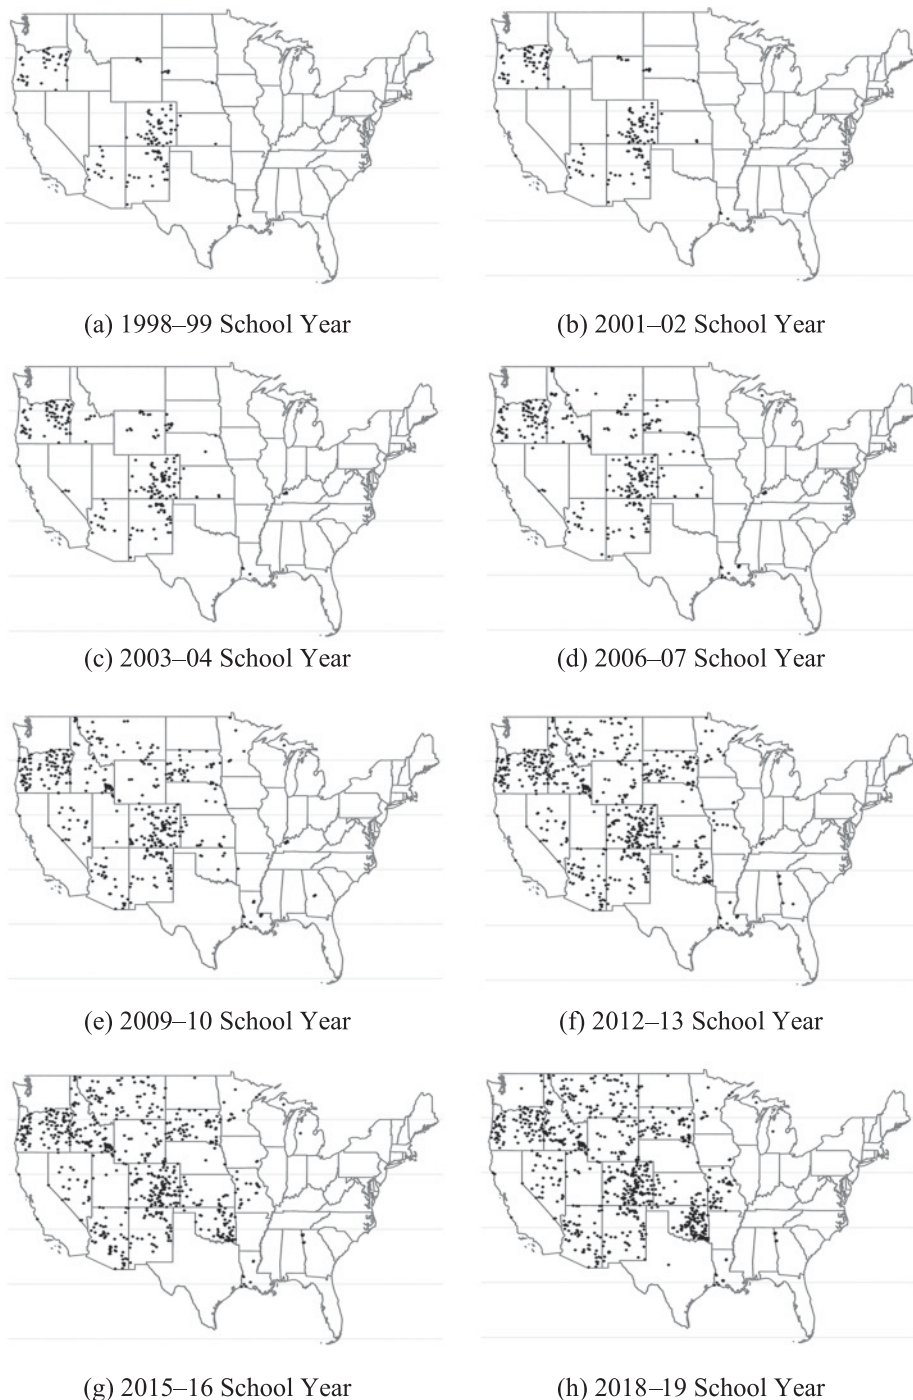 (a) 1998–99 School Year
(b) 2001–02 School Year
(c) 2003–04 School Year
(d) 2006–07 School Year
(e) 2009–10 School Year
(f) 2012–13 School Year
(g) 2015–16 School Year
(h) 2018–19 School Year